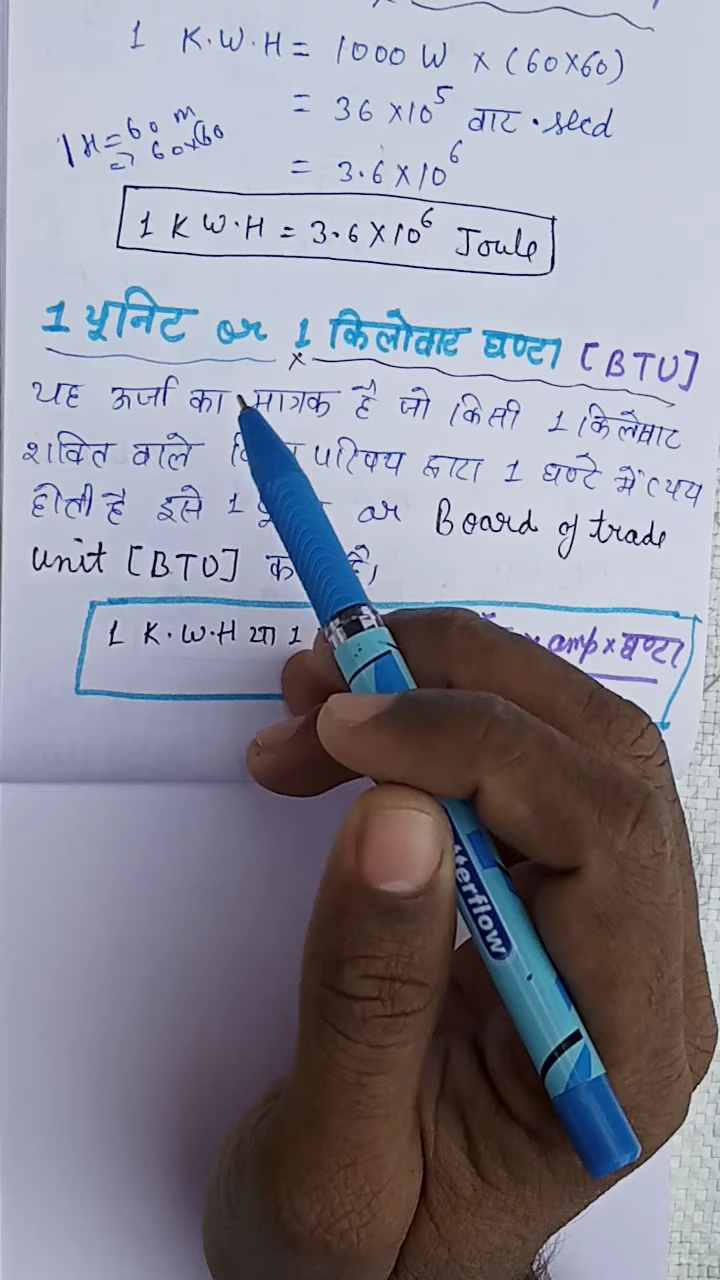 1 K.W.H = 1000 W × (60×60)
= 36 ×10⁵ वाट.secd
1H = 60 m
=> 60×60
= 3.6×10⁶
1 K W.H = 3.6×10⁶ Joule
1 यूनिट or 1 किलोवाट घण्टा [BTU]
यह ऊर्जा का मात्रक है जो किसी 1 किलोवाट
शक्ति वाले परिपथ द्वारा 1 घण्टे में व्यय
होती है इसे 1 or Board of trade
unit [BTU] है,
1 K.W.H या 1 × amp × घण्टा
tterflow